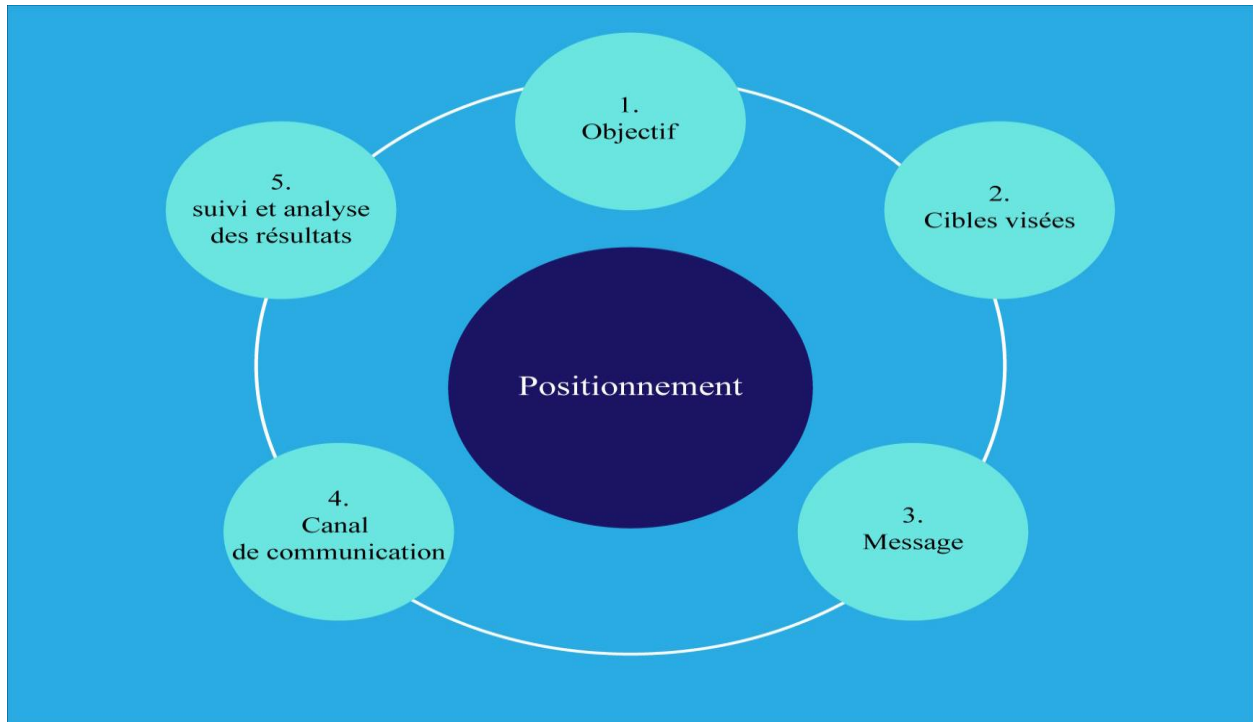 1.
Objectif
2.
Cibles visées
3.
Message
4.
Canal
de communication
5.
suivi et analyse
des résultats
Positionnement